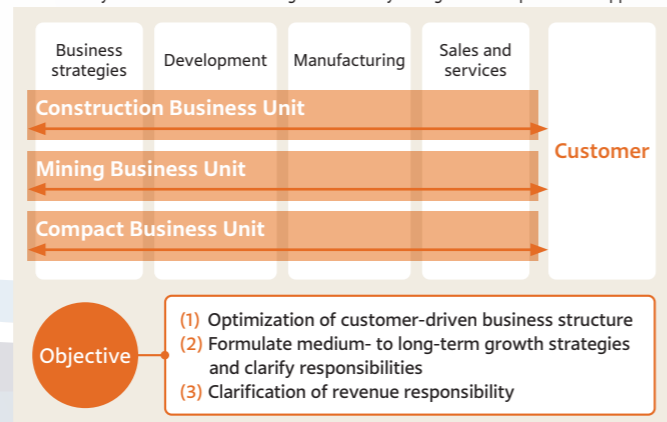 Business
strategies
Development
Manufacturing
Sales and
services
Construction Business Unit
Mining Business Unit
Compact Business Unit
Customer
Objective
(1) Optimization of customer-driven business structure
(2) Formulate medium- to long-term growth strategies
and clarify responsibilities
(3) Clarification of revenue responsibility